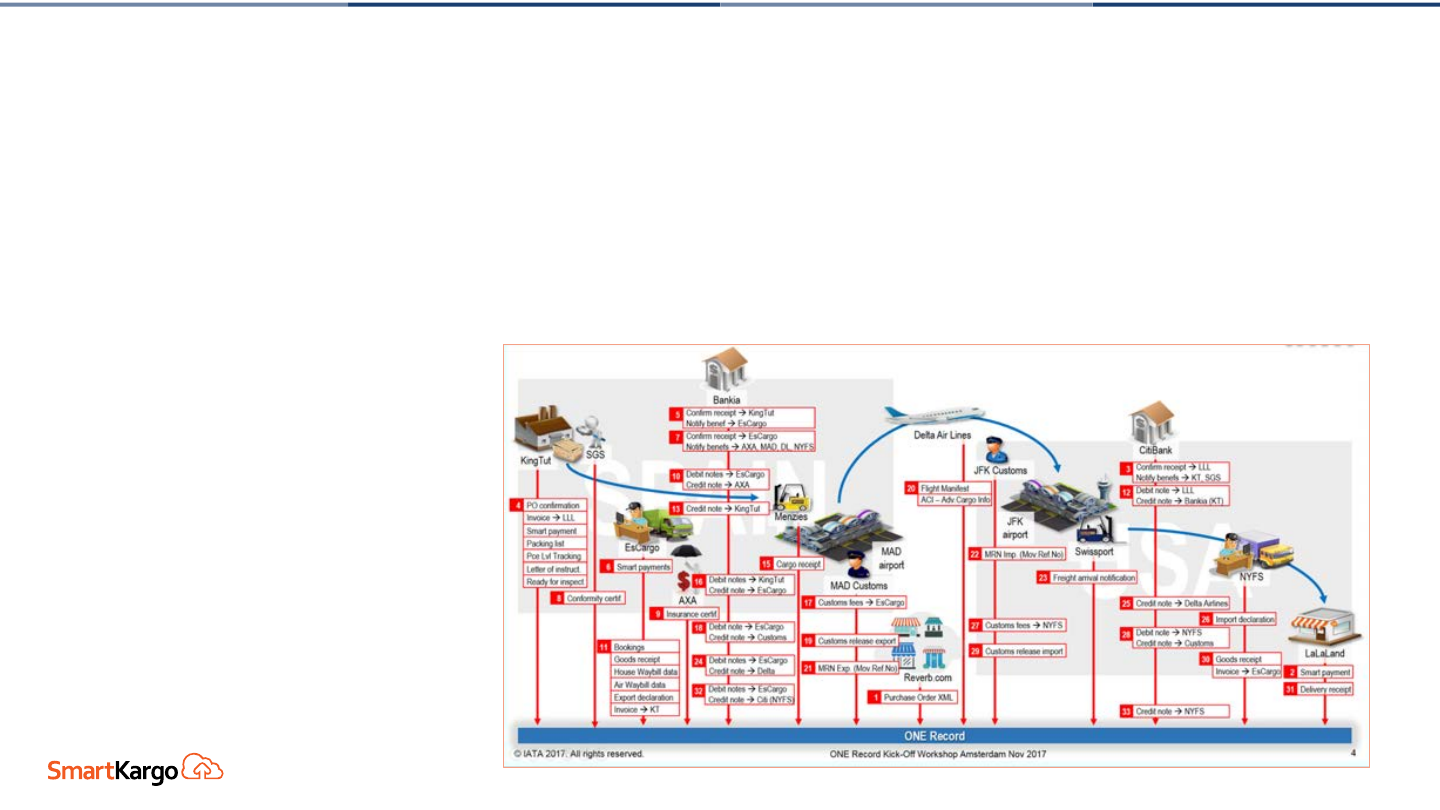 Bankia
5 Confirm receipt → KingTut
Notify benef → EsCargo
7 Confirm receipt → EsCargo
Notify benefs → AXA, MAD, DL, NYFS
KingTut
SGS
Delta Air Lines
JFK Customs
CitiBank
3 Confirm receipt → LLL
Notify benefs → KT, SGS
12 Debit note → LLL
Credit note → Bankia (KT)
10 Debit notes → EsCargo
Credit note → AXA
13 Credit note → KingTut
Menzies
20 Flight Manifest
ACI – Adv.Cargo Info
4 PO confirmation
Invoice → LLL
Smart payment
Packing list
Pce Lvl Tracking
Letter of instruct.
Ready for inspect
SPAIN
USA
EsCargo
6 Smart payments
AXA
MAD
airport
MAD Customs
JFK
airport
Swissport
NYFS
15 Cargo receipt
22 MRN Imp. (Mov Ref No)
23 Freight arrival notification
16 Debit notes → KingTut
Credit note → EsCargo
8 Conformity certif
9 Insurance certif
17 Customs fees → EsCargo
18 Debit note → EsCargo
Credit note → Customs
19 Customs release export
21 MRN Exp. (Mov Ref No)
11 Bookings
Goods receipt
House Waybill data
Air Waybill data
Export declaration
Invoice → KT
24 Debit notes → EsCargo
Credit note → Delta
32 Debit notes → EsCargo
Credit note → Citi (NYFS)
Reverb.com
1 Purchase Order XML
27 Customs fees → NYFS
29 Customs release import
25 Credit note → Delta Airlines
26 Import declaration
28 Debit note → NYFS
Credit note → Customs
30 Goods receipt
Invoice → EsCargo
LaLaLand
2 Smart payment
31 Delivery receipt
33 Credit note → NYFS
ONE Record
© IATA 2017. All rights reserved.
ONE Record Kick-Off Workshop Amsterdam Nov 2017
4
SmartKargo